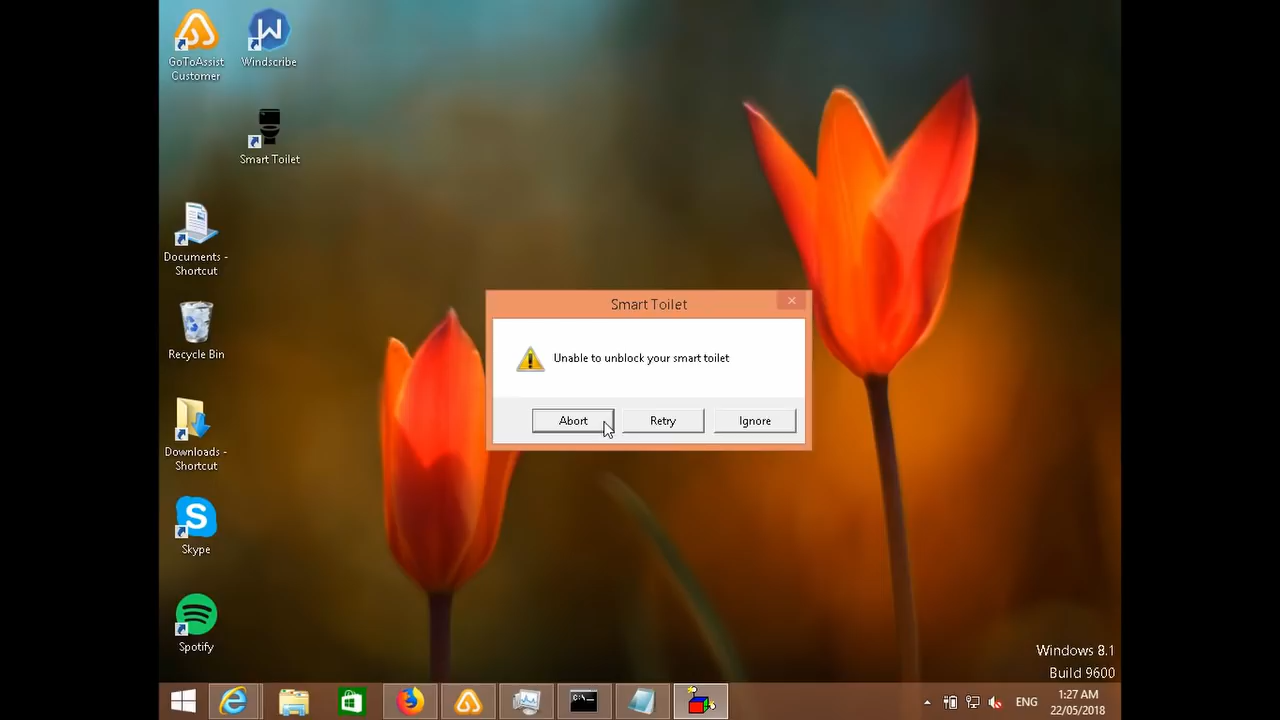 GoToAssist
Customer
Windscribe
Smart Toilet
Documents -
Shortcut
Recycle Bin
Downloads -
Shortcut
Skype
Spotify
Smart Toilet
Unable to unblock your smart toilet
Abort
Retry
Ignore
Windows 8.1
Build 9600
ENG
1:27 AM
22/05/2018